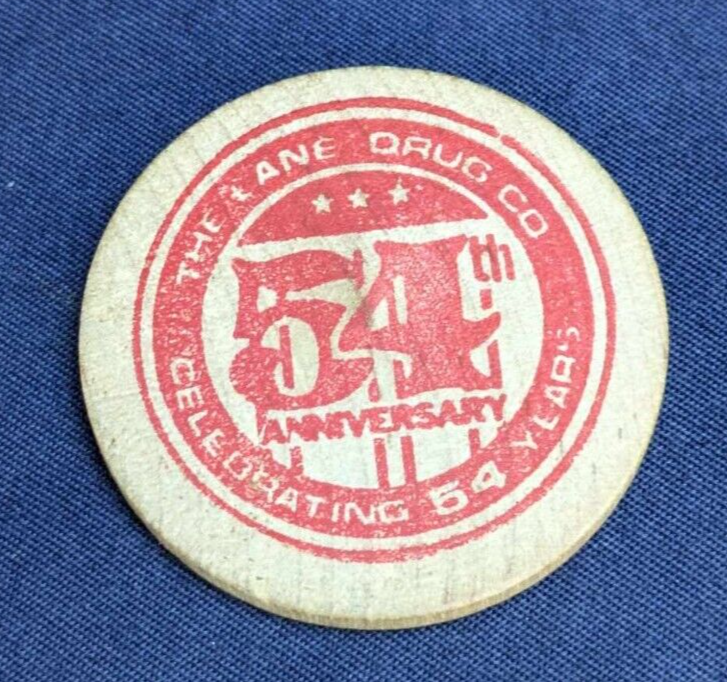 THE LANE DRUG CO
54th
ANNIVERSARY
CELEBRATING 54 YEARS